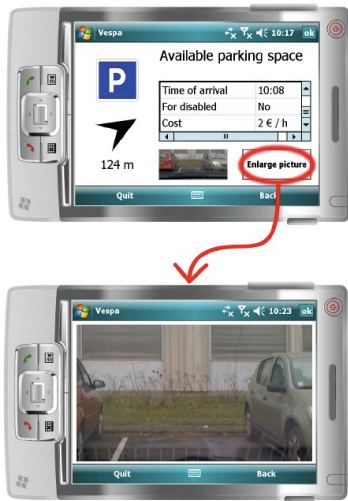 Vespa 10:17 ok
Available parking space
P
Time of arrival 10:08
For disabled No
Cost 2 € / h
124 m
Enlarge picture
Quit Back
Vespa 10:23 ok
Quit Back